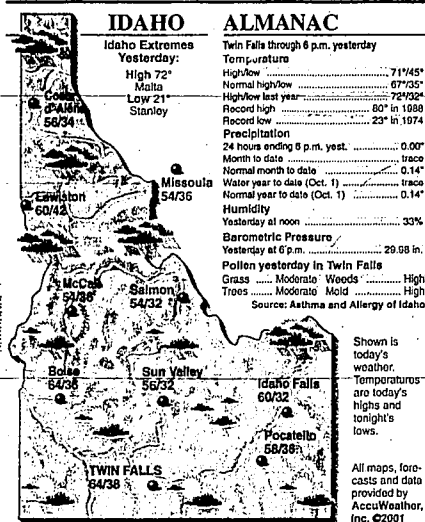 IDAHO
Idaho Extremes
Yesterday:
High 72°
Malta
Low 21°
Stanley
Coeur
d'Alene
56/34
Missoula
54/36
Lewiston
60/42
McCall
Salmon
54/32
Boise
Sun Valley
56/32
Idaho Falls
60/32
Pocatello
TWIN FALLS
64/38
ALMANAC
Twin Falls through 6 p.m. yesterday
Temperature
High/low ........ 71°/45°
Normal high/low ........ 67°/35°
High/low last year ........ 72°/32°
Record high ........ 80° in 1988
Record low ........ 23° in 1974
Precipitation
24 hours ending 6 p.m. yest. ........ 0.00"
Month to date ........ trace
Normal month to date ........ 0.14"
Water year to date (Oct. 1) ........ trace
Normal year to date (Oct. 1) ........ 0.14"
Humidity
Yesterday at noon ........ 33%
Barometric Pressure
Yesterday at 6 p.m. ........ 29.98 in.
Pollen yesterday in Twin Falls
Grass ..... Moderate Weeds ..... High
Trees ..... Moderate Mold ..... High
Source: Asthma and Allergy of Idaho
Shown is
today's
weather.
Temperatures
are today's
highs and
tonight's
lows.
All maps, fore-
casts and data
provided by
AccuWeather,
Inc. ©2001